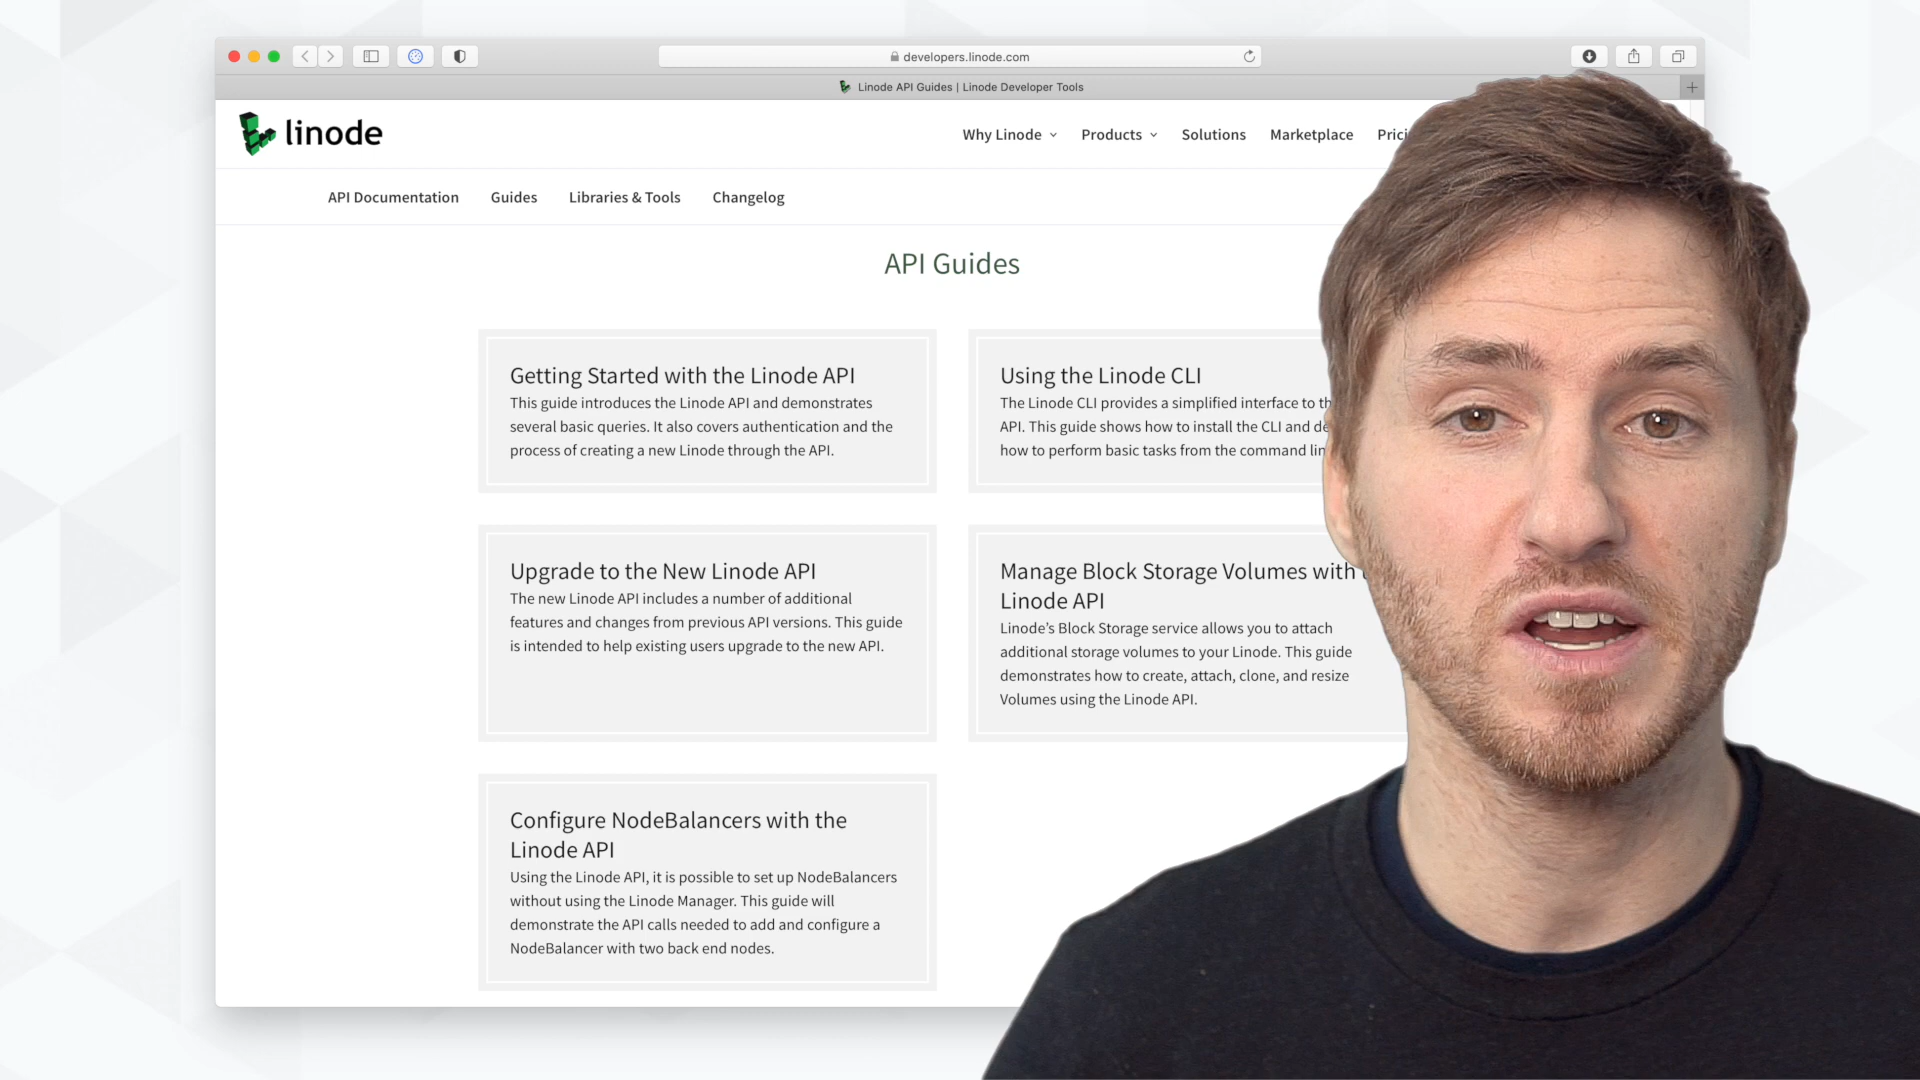 developers.linode.com
Linode API Guides | Linode Developer Tools
linode
Why Linode Products Solutions Marketplace
API Documentation Guides Libraries & Tools Changelog
API Guides
Getting Started with the Linode API
This guide introduces the Linode API and demonstrates
several basic queries. It also covers authentication and the
process of creating a new Linode through the API.
Using the Linode CLI
The Linode CLI provides a simplified interface to
API. This guide shows how to install the CLI and
how to perform basic tasks from the command
Upgrade to the New Linode API
The new Linode API includes a number of additional
features and changes from previous API versions. This guide
is intended to help existing users upgrade to the new API.
Manage Block Storage Volumes with
Linode API
Linode's Block Storage service allows you to attach
additional storage volumes to your Linode. This guide
demonstrates how to create, attach, clone, and resize
Volumes using the Linode API.
Configure NodeBalancers with the
Linode API
Using the Linode API, it is possible to set up NodeBalancers
without using the Linode Manager. This guide will
demonstrate the API calls needed to add and configure a
NodeBalancer with two back end nodes.